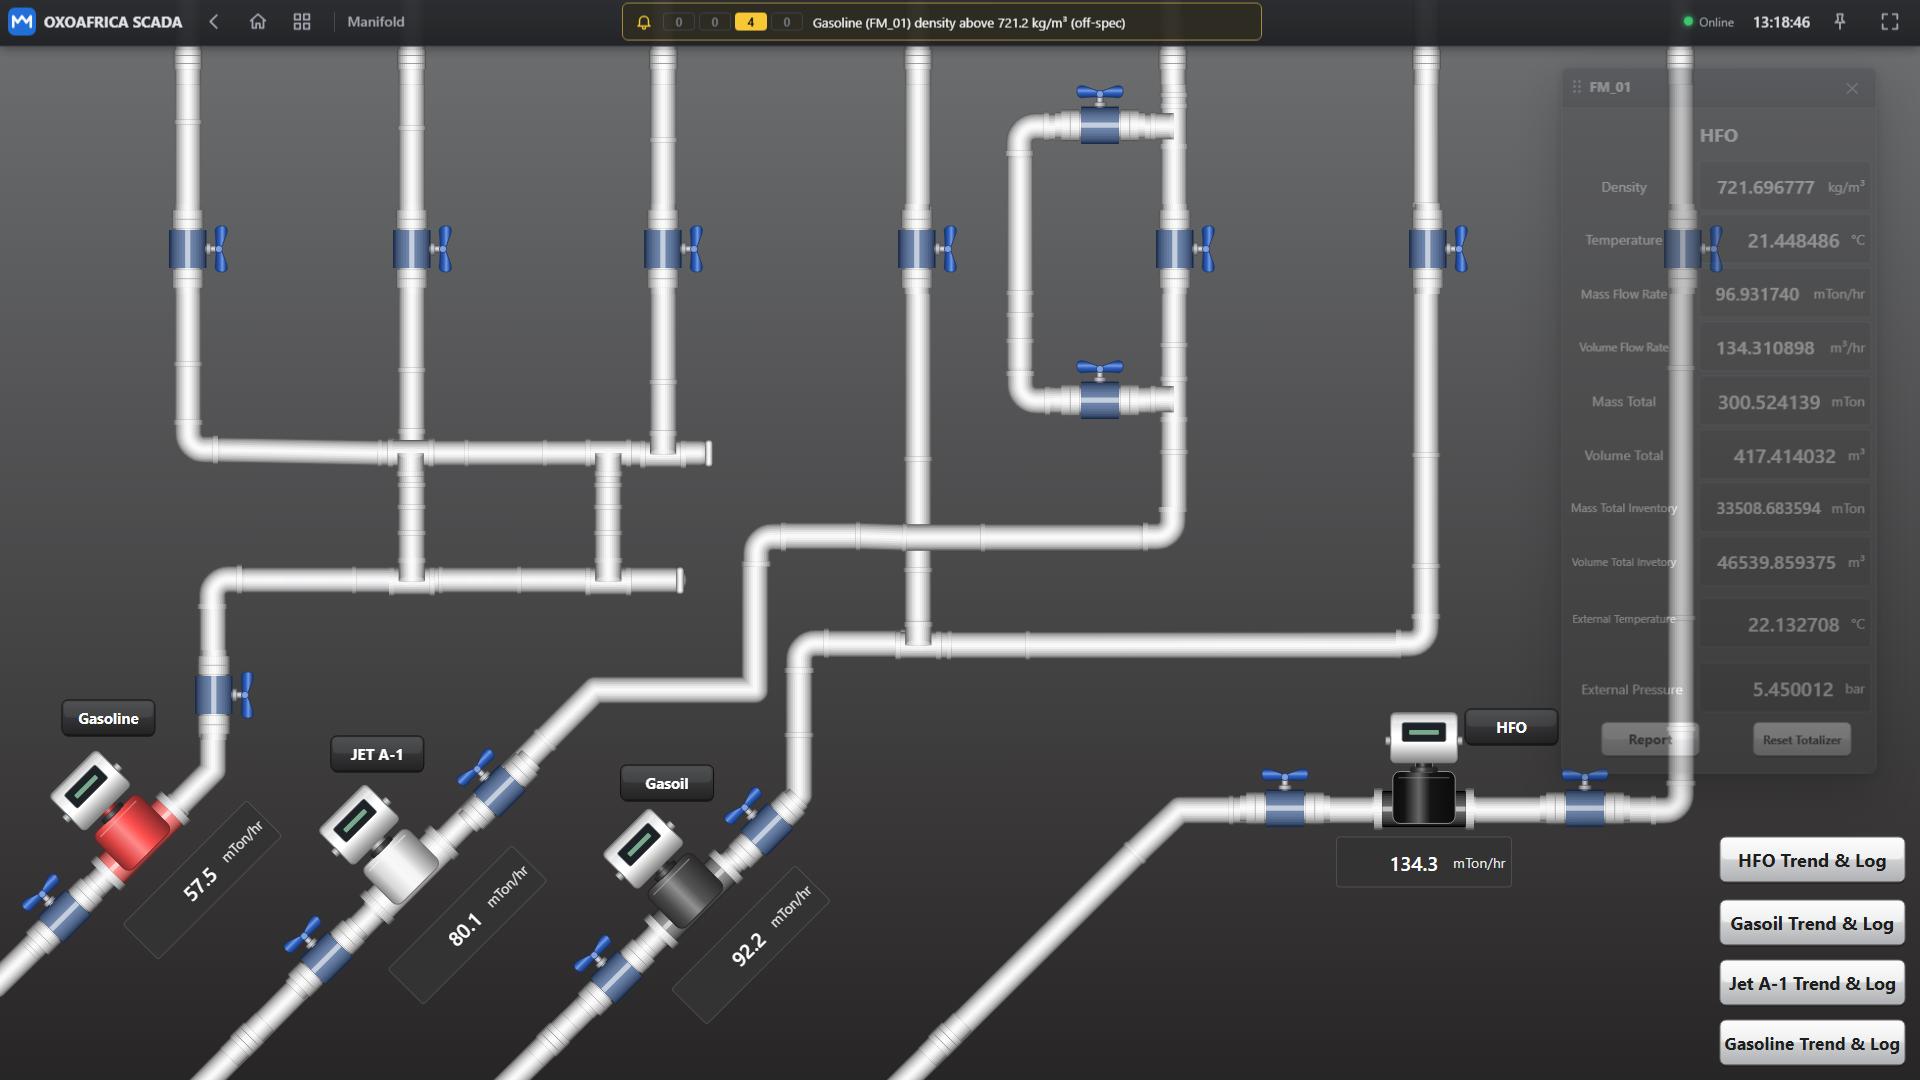 OXOAFRICA SCADA
Manifold
0 0 4 0 Gasoline (FM_01) density above 721.2 kg/m³ (off-spec)
Online 13:18:46
FM_01
HFO
Density 721.696777 kg/m³
Temperature 21.448486 °C
Mass Flow Rate 96.931740 mTon/hr
Volume Flow Rate 134.310898 m³/hr
Mass Total 300.524139 mTon
Volume Total 417.414032 m³
Mass Total Inventory 33508.683594 mTon
Volume Total Invetory 46539.859375 m³
External Temperature 22.132708 °C
External Pressure 5.450012 bar
Report Reset Totalizer
Gasoline
57.5 mTon/hr
JET A-1
80.1 mTon/hr
Gasoil
92.2 mTon/hr
HFO
134.3 mTon/hr
HFO Trend & Log
Gasoil Trend & Log
Jet A-1 Trend & Log
Gasoline Trend & Log